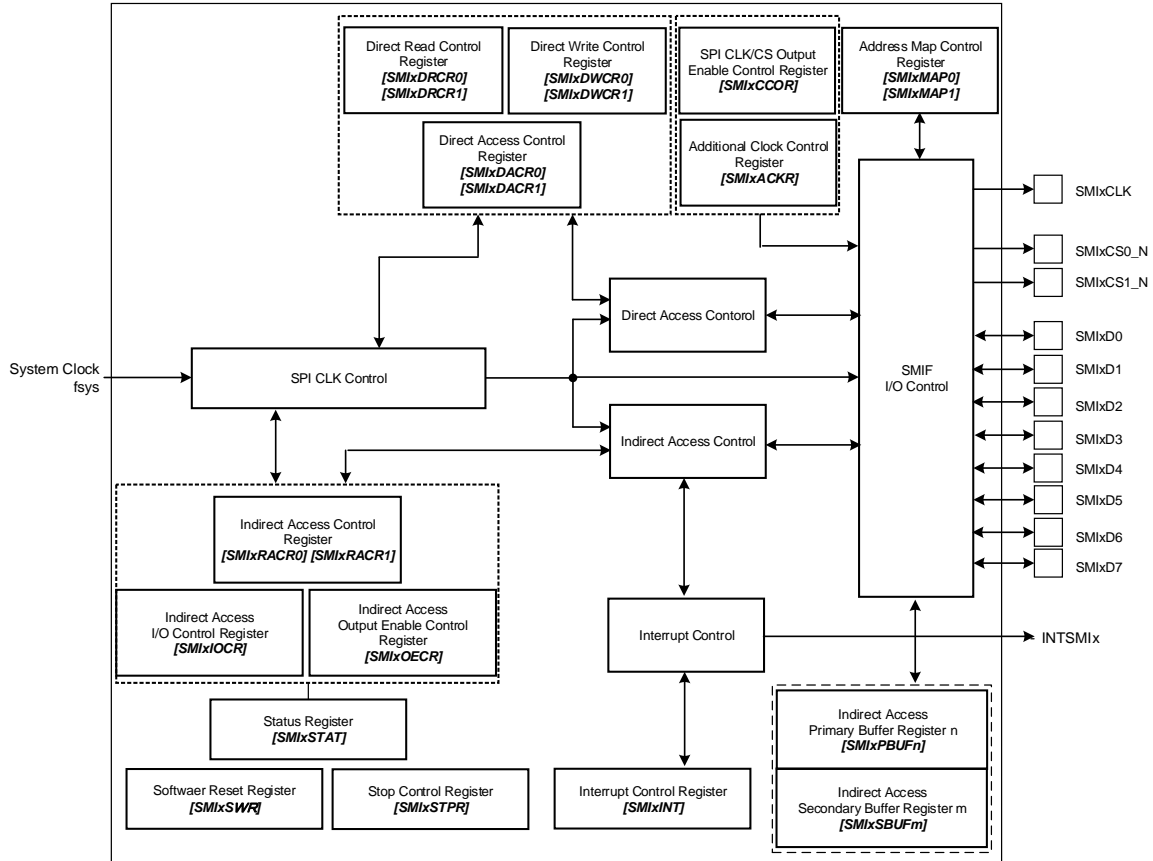 Direct Read Control
Register
[SMIxDRCR0]
[SMIxDRCR1]
Direct Write Control
Register
[SMIxDWCR0]
[SMIxDWCR1]
SPI CLK/CS Output
Enable Control Register
[SMIxCCOR]
Address Map Control
Register
[SMIxMAP0]
[SMIxMAP1]
Direct Access Control
Register
[SMIxDACR0]
[SMIxDACR1]
Additional Clock Control
Register
[SMIxACKR]
SMIxCLK
SMIxCS0_N
SMIxCS1_N
Direct Access Contorol
SMIxD0
System Clock
fsys
SPI CLK Control
SMIF
I/O Control
SMIxD1
SMIxD2
Indirect Access Control
SMIxD3
SMIxD4
SMIxD5
SMIxD6
SMIxD7
Indirect Access Control
Register
[SMIxRACR0] [SMIxRACR1]
Indirect Access
I/O Control Register
[SMIxIOCR]
Indirect Access
Output Enable Control
Register
[SMIxOECR]
Interrupt Control
INTSMIx
Status Register
[SMIxSTAT]
Indirect Access
Primary Buffer Register n
[SMIxPBUFn]
Softwaer Reset Register
[SMIxSWR]
Stop Control Register
[SMIxSTPR]
Interrupt Control Register
[SMIxINT]
Indirect Access
Secondary Buffer Register m
[SMIxSBUFm]